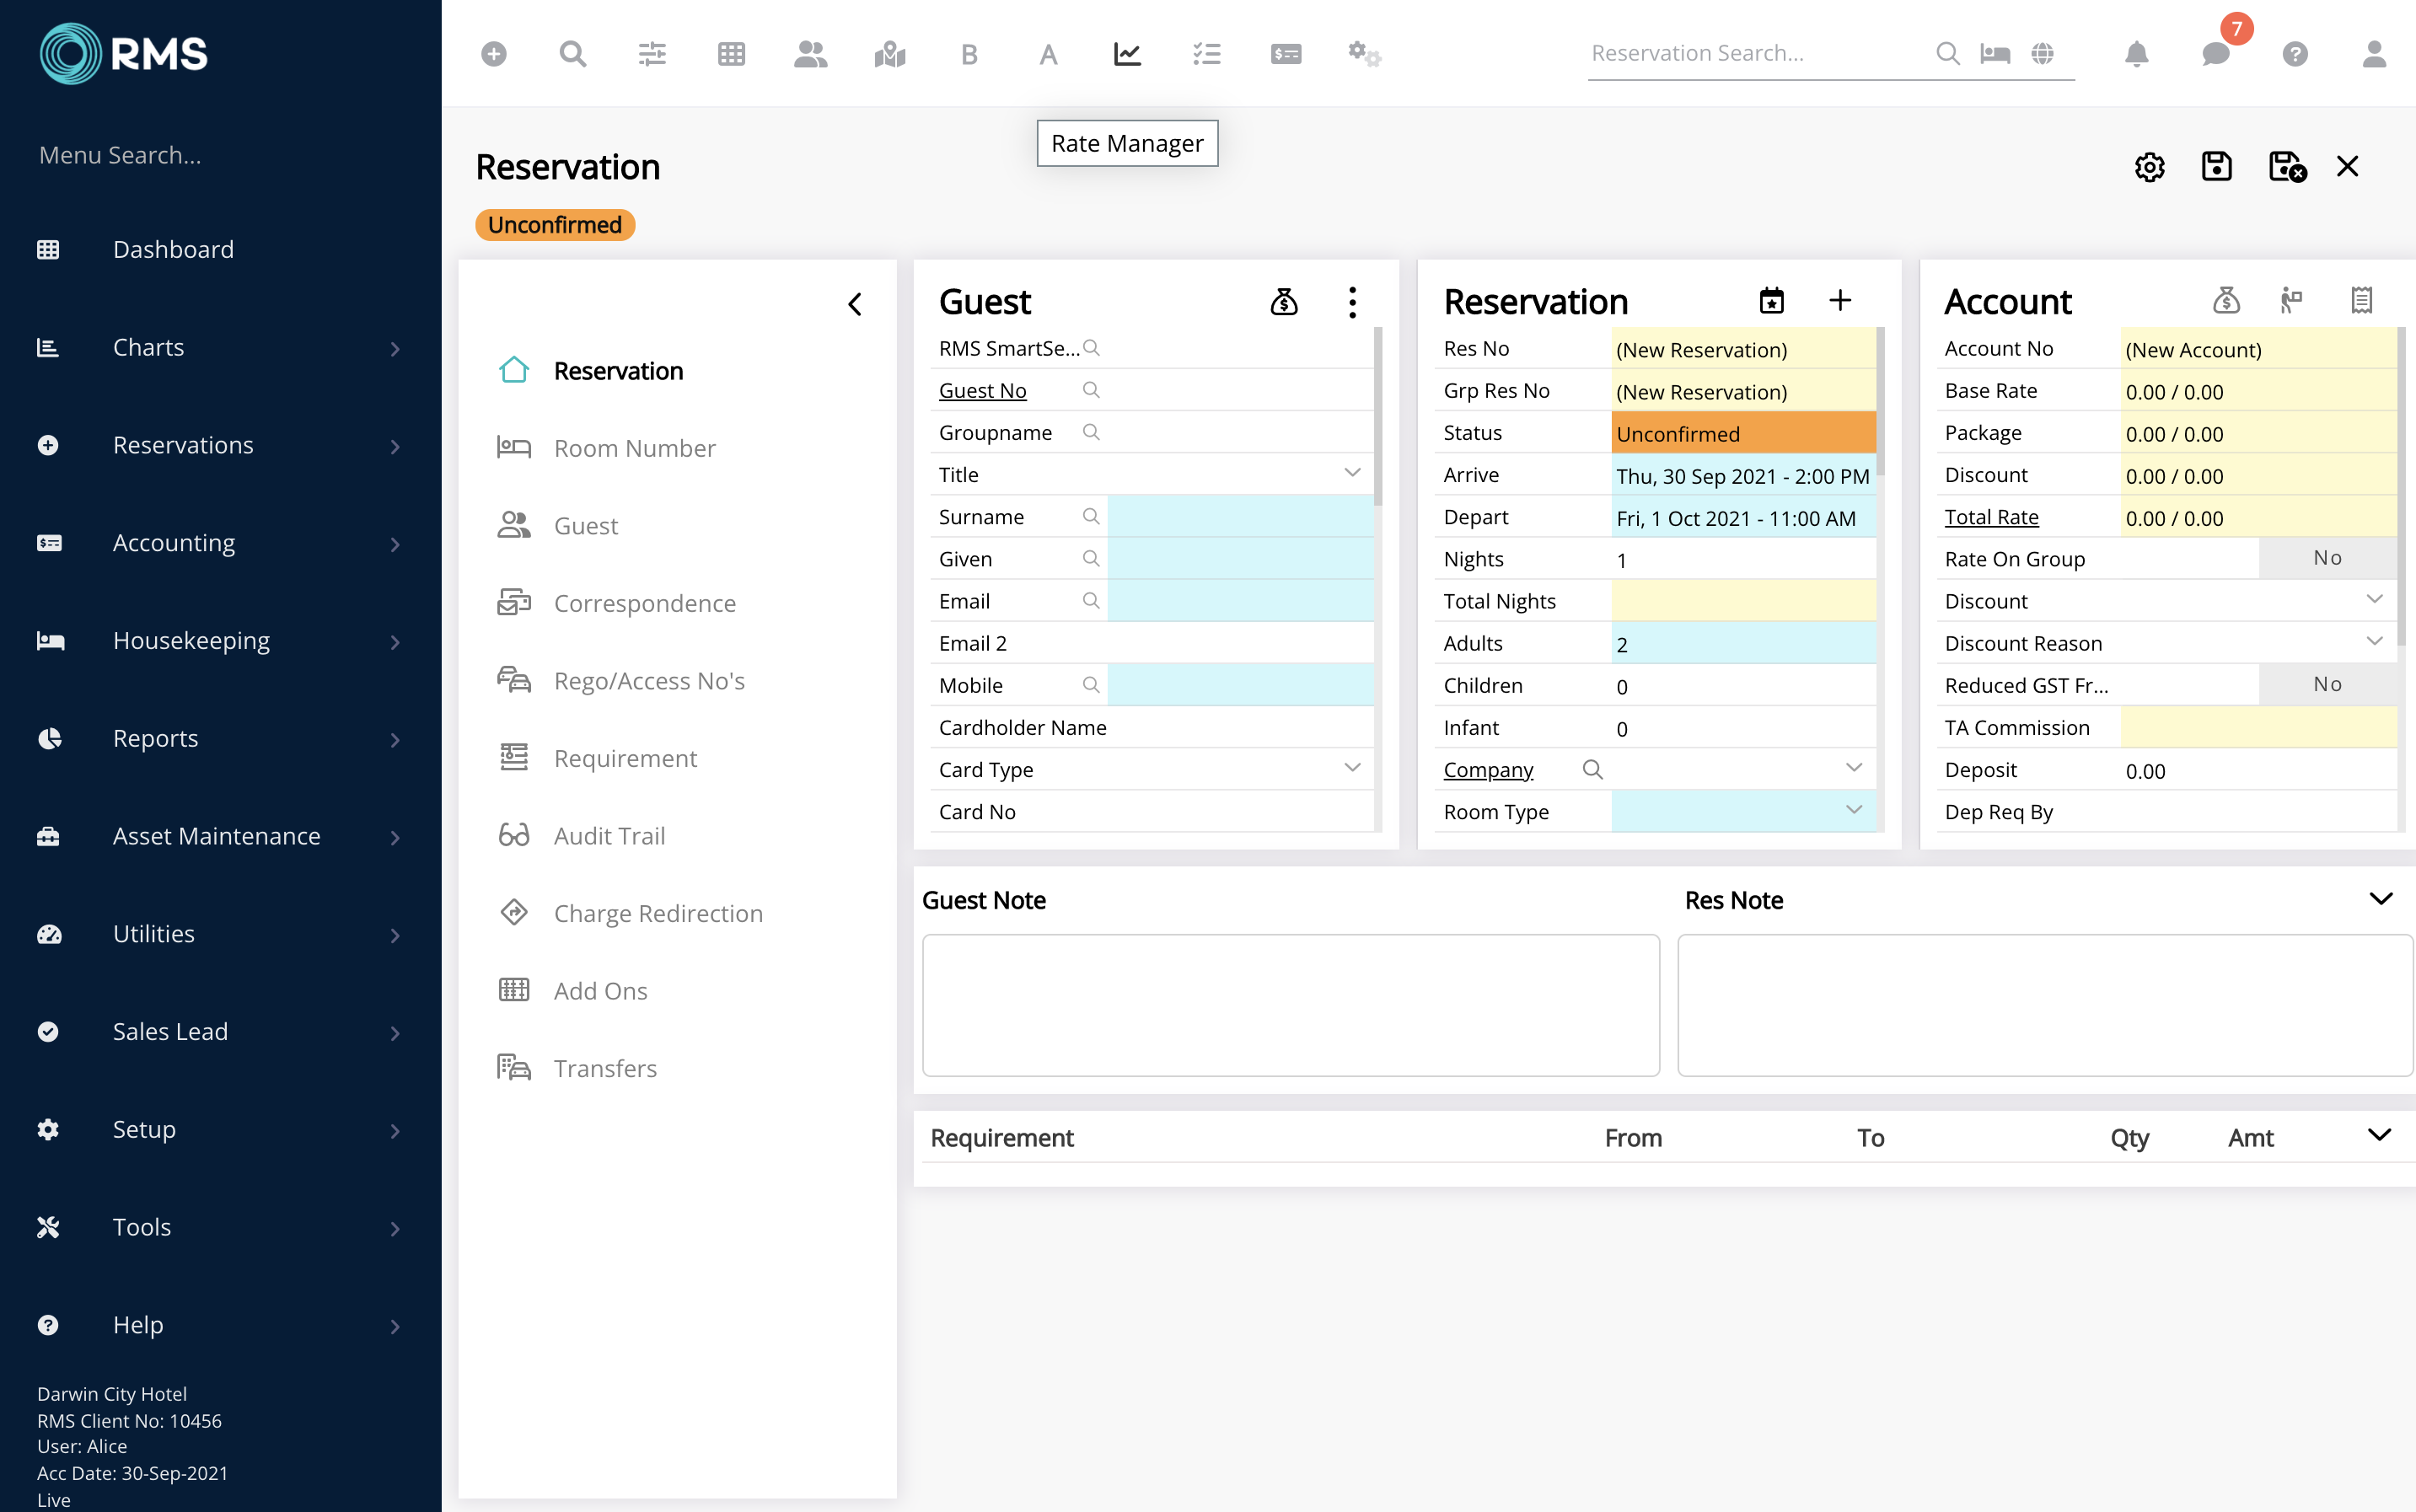 RMS
Menu Search...
Dashboard
Charts
Reservations
Accounting
Housekeeping
Reports
Asset Maintenance
Utilities
Sales Lead
Setup
Tools
Help
Darwin City Hotel
RMS Client No: 10456
User: Alice
Acc Date: 30-Sep-2021
Live
B
A
Reservation Search...
7
Rate Manager
Reservation
Unconfirmed
Reservation
Room Number
Guest
Correspondence
Rego/Access No's
Requirement
Audit Trail
Charge Redirection
Add Ons
Transfers
Guest
RMS SmartSe...
Guest No
Groupname
Title
Surname
Given
Email
Email 2
Mobile
Cardholder Name
Card Type
Card No
Reservation
Res No (New Reservation)
Grp Res No (New Reservation)
Status Unconfirmed
Arrive Thu, 30 Sep 2021 - 2:00 PM
Depart Fri, 1 Oct 2021 - 11:00 AM
Nights 1
Total Nights
Adults 2
Children 0
Infant 0
Company
Room Type
Account
Account No (New Account)
Base Rate 0.00 / 0.00
Package 0.00 / 0.00
Discount 0.00 / 0.00
Total Rate 0.00 / 0.00
Rate On Group No
Discount
Discount Reason
Reduced GST Fr... No
TA Commission
Deposit 0.00
Dep Req By
Guest Note Res Note
Requirement From To Qty Amt